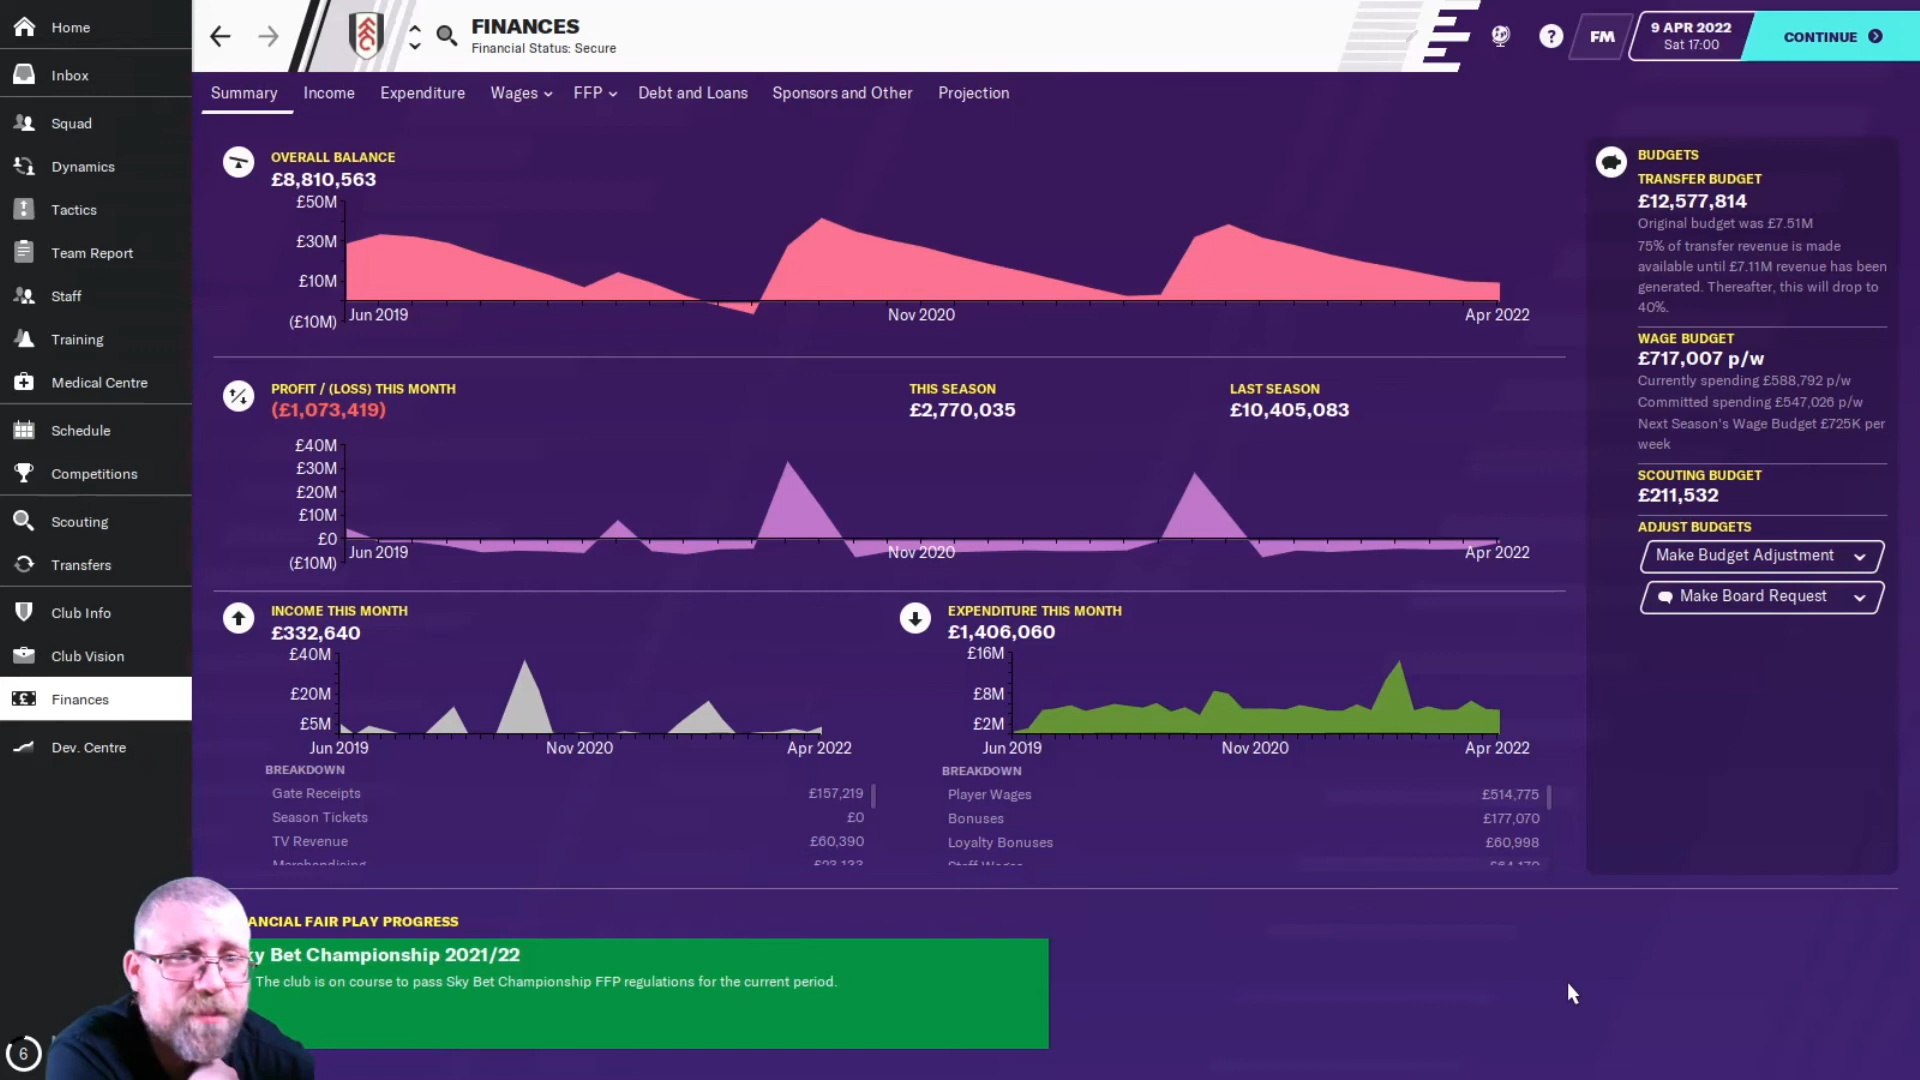 Home
Inbox
Squad
Dynamics
Tactics
Team Report
Staff
Training
Medical Centre
Schedule
Competitions
Scouting
Transfers
Club Info
Club Vision
Finances
Dev. Centre
6
FINANCES
Financial Status: Secure
?
FM
9 APR 2022
Sat 17:00
CONTINUE
Summary
Income
Expenditure
Wages
FFP
Debt and Loans
Sponsors and Other
Projection
OVERALL BALANCE
£8,810,563
£50M
£30M
£10M
(£10M)
Jun 2019
Nov 2020
Apr 2022
PROFIT / (LOSS) THIS MONTH
(£1,073,419)
THIS SEASON
£2,770,035
LAST SEASON
£10,405,083
£40M
£30M
£20M
£10M
£0
(£10M)
Jun 2019
Nov 2020
Apr 2022
INCOME THIS MONTH
£332,640
£40M
£20M
£5M
Jun 2019
Nov 2020
Apr 2022
BREAKDOWN
Gate Receipts £157,219
Season Tickets £0
TV Revenue £60,390
Merchandising £23,133
EXPENDITURE THIS MONTH
£1,406,060
£16M
£8M
£2M
Jun 2019
Nov 2020
Apr 2022
BREAKDOWN
Player Wages £514,775
Bonuses £177,070
Loyalty Bonuses £60,998
Staff Wages £64,170
ANCIAL FAIR PLAY PROGRESS
ky Bet Championship 2021/22
The club is on course to pass Sky Bet Championship FFP regulations for the current period.
BUDGETS
TRANSFER BUDGET
£12,577,814
Original budget was £7.51M
75% of transfer revenue is made
available until £7.11M revenue has been
generated. Thereafter, this will drop to
40%.
WAGE BUDGET
£717,007 p/w
Currently spending £588,792 p/w
Committed spending £547,026 p/w
Next Season's Wage Budget £725K per
week
SCOUTING BUDGET
£211,532
ADJUST BUDGETS
Make Budget Adjustment
Make Board Request